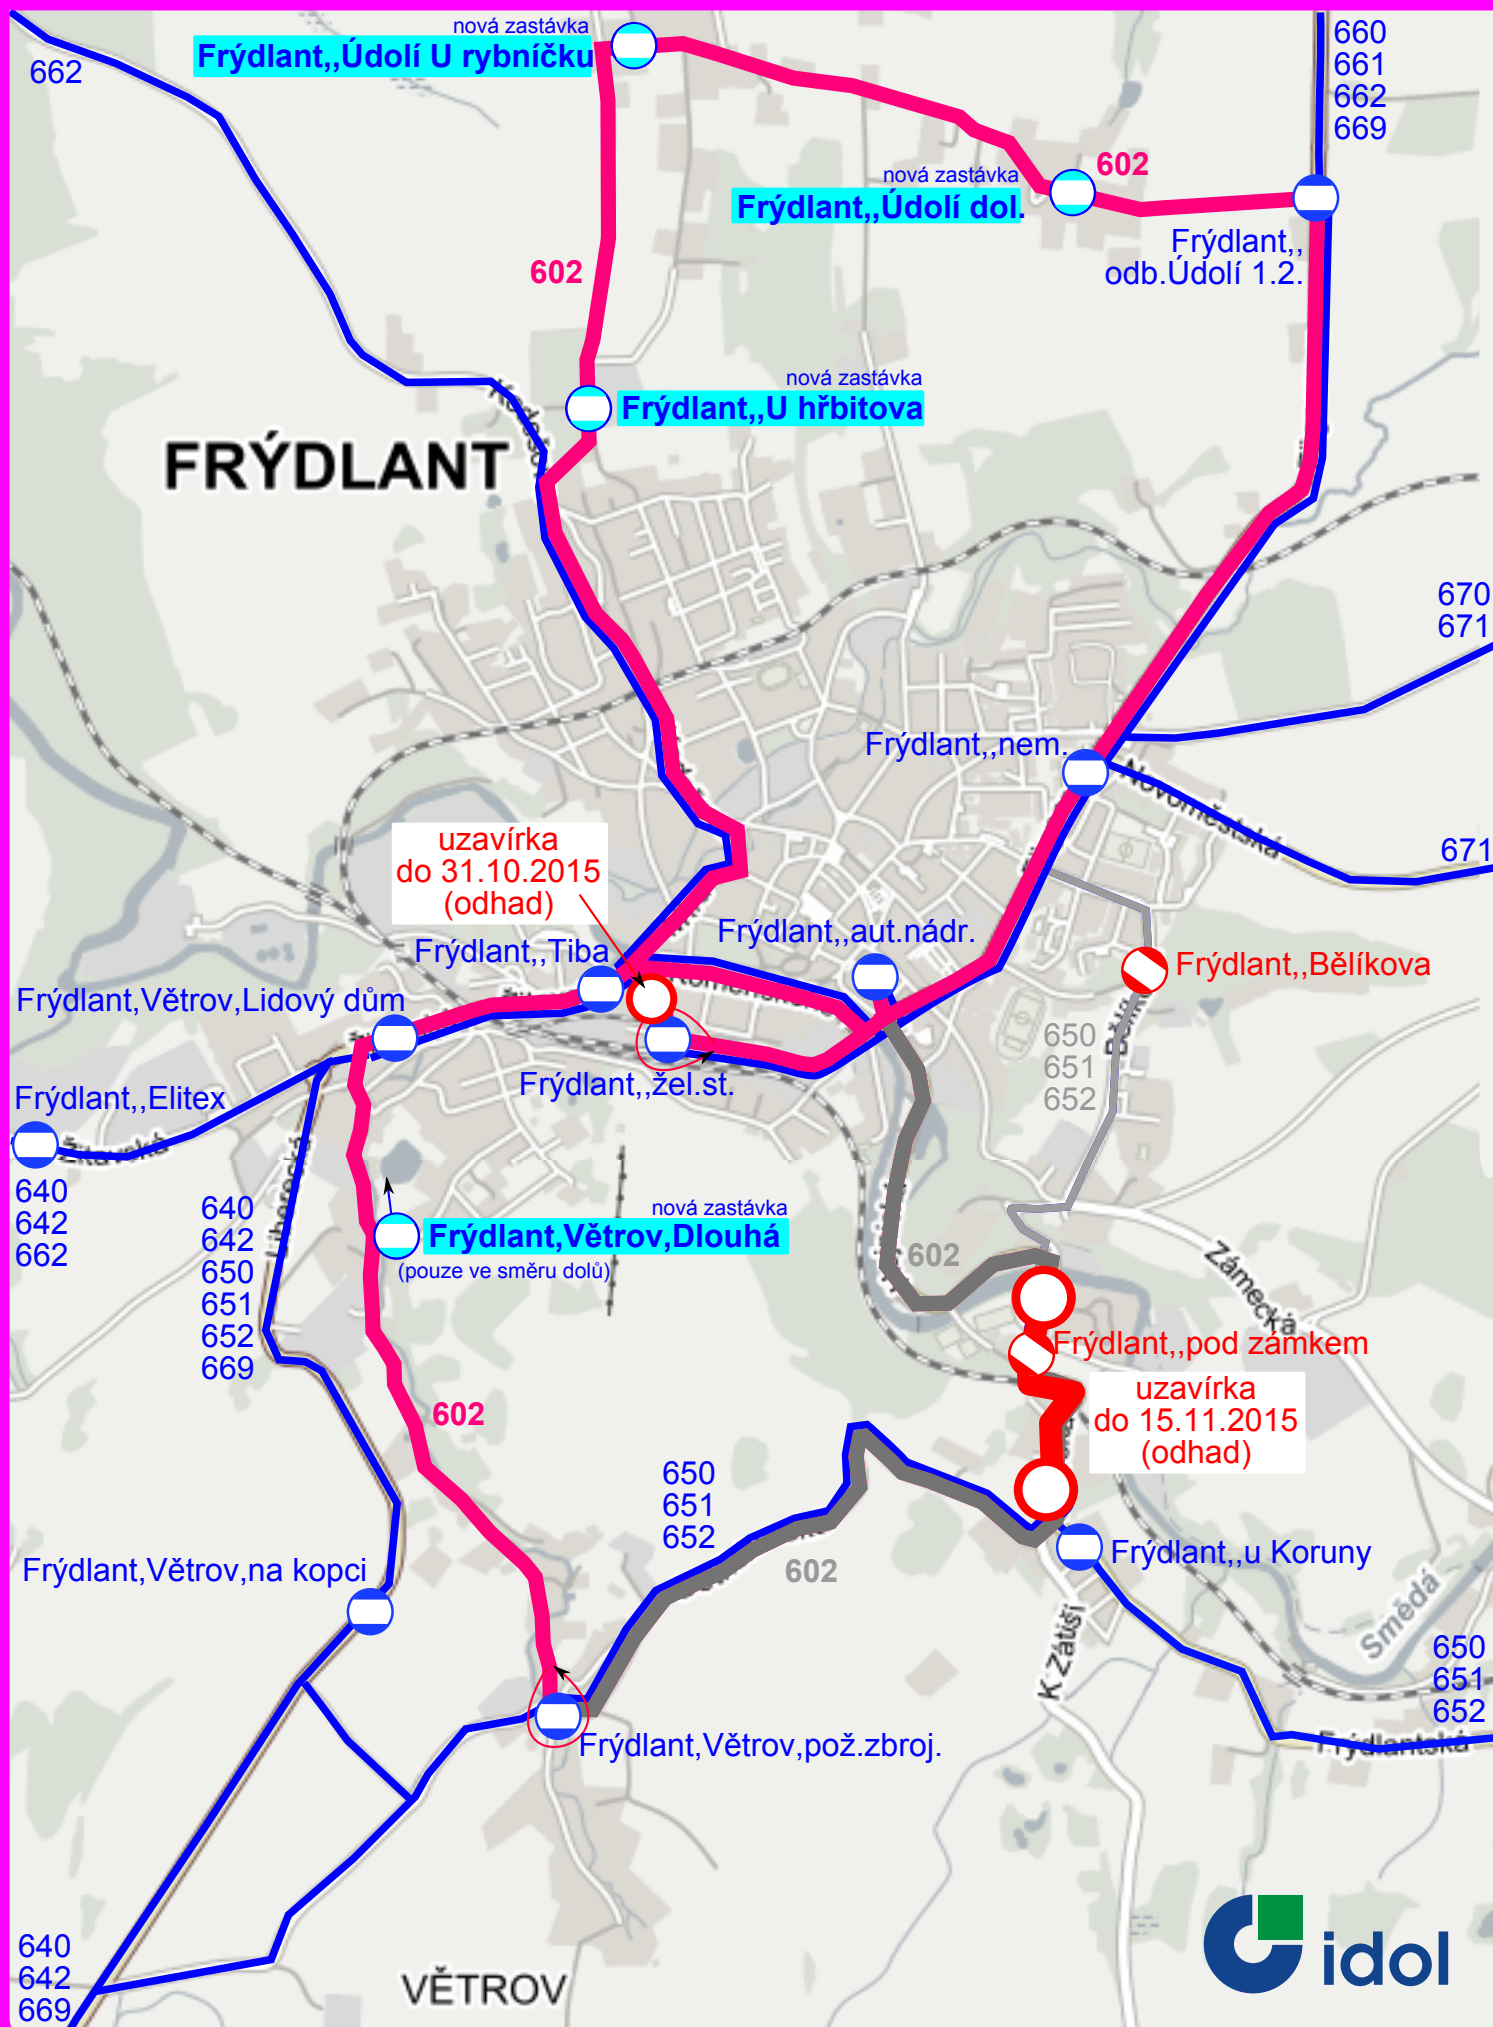 nová zastávka
Frýdlant,,Údolí U rybníčku
660
661
662
669
662
602
nová zastávka
Frýdlant,,Údolí dol.
Frýdlant,,
odb.Údolí 1.2.
602
nová zastávka
Frýdlant,,U hřbitova
FRÝDLANT
670
671
Frýdlant,,nem.
Novoměstská
671
uzavírka
do 31.10.2015
(odhad)
Frýdlant,,aut.nádr.
Frýdlant,,Tiba
Frýdlant,,Bělíkova
Frýdlant,Větrov,Lidový dům
650
651
652
Frýdlant,,žel.st.
Frýdlant,,Elitex
Žitavská
640
642
662
640
642
650
651
652
669
nová zastávka
Frýdlant,Větrov,Dlouhá
(pouze ve směru dolů)
602
Zámecká
Frýdlant,,pod zámkem
uzavírka
do 15.11.2015
(odhad)
602
650
651
652
602
Frýdlant,,u Koruny
Frýdlant,Větrov,na kopci
Smědá
K Zátiší
650
651
652
Frýdlantská
Frýdlant,Větrov,pož.zbroj.
640
642
669
VĚTROV
idol